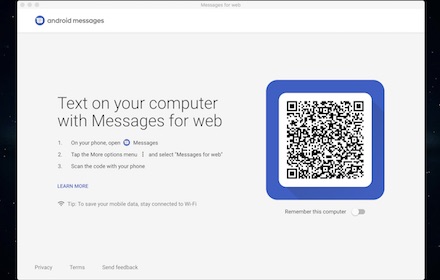 Messages for web
android messages
Text on your computer
with Messages for web
1. On your phone, open Messages
2. Tap the More options menu and select "Messages for web"
3. Scan the code with your phone
LEARN MORE
Tip: To save your mobile data, stay connected to Wi-Fi
Remember this computer
Privacy Terms Send feedback